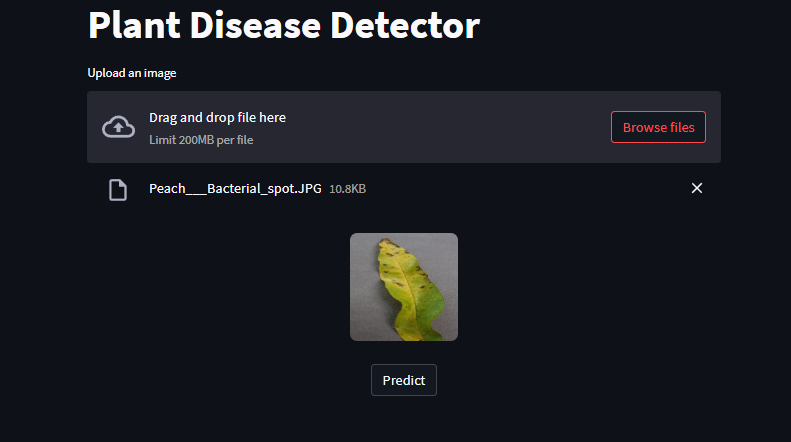 Plant Disease Detector
Upload an image
Drag and drop file here
Limit 200MB per file
Browse files
Peach___Bacterial_spot.JPG 10.8KB
Predict